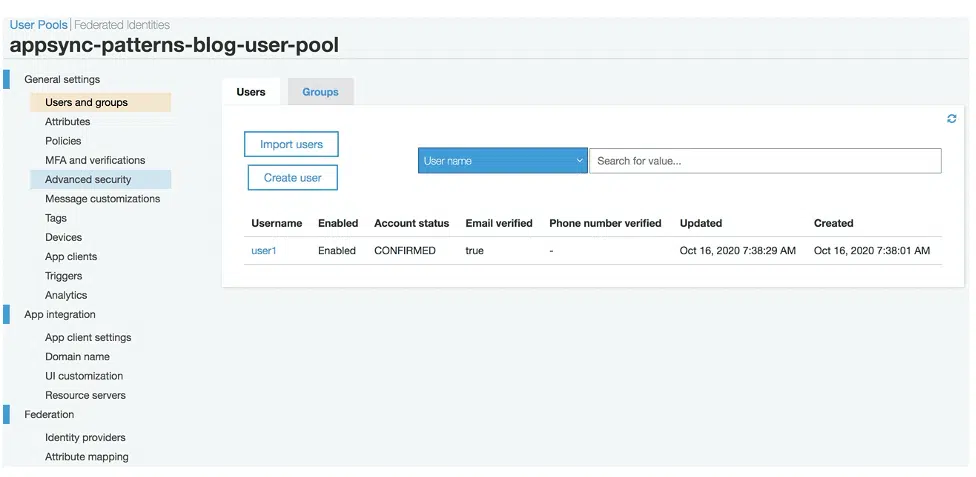 User Pools | Federated Identities
appsync-patterns-blog-user-pool
General settings
Users and groups
Attributes
Policies
MFA and verifications
Advanced security
Message customizations
Tags
Devices
App clients
Triggers
Analytics
App integration
App client settings
Domain name
UI customization
Resource servers
Federation
Identity providers
Attribute mapping
Users Groups
Import users
Create user
User name Search for value...
Username Enabled Account status Email verified Phone number verified Updated Created
user1 Enabled CONFIRMED true - Oct 16, 2020 7:38:29 AM Oct 16, 2020 7:38:01 AM